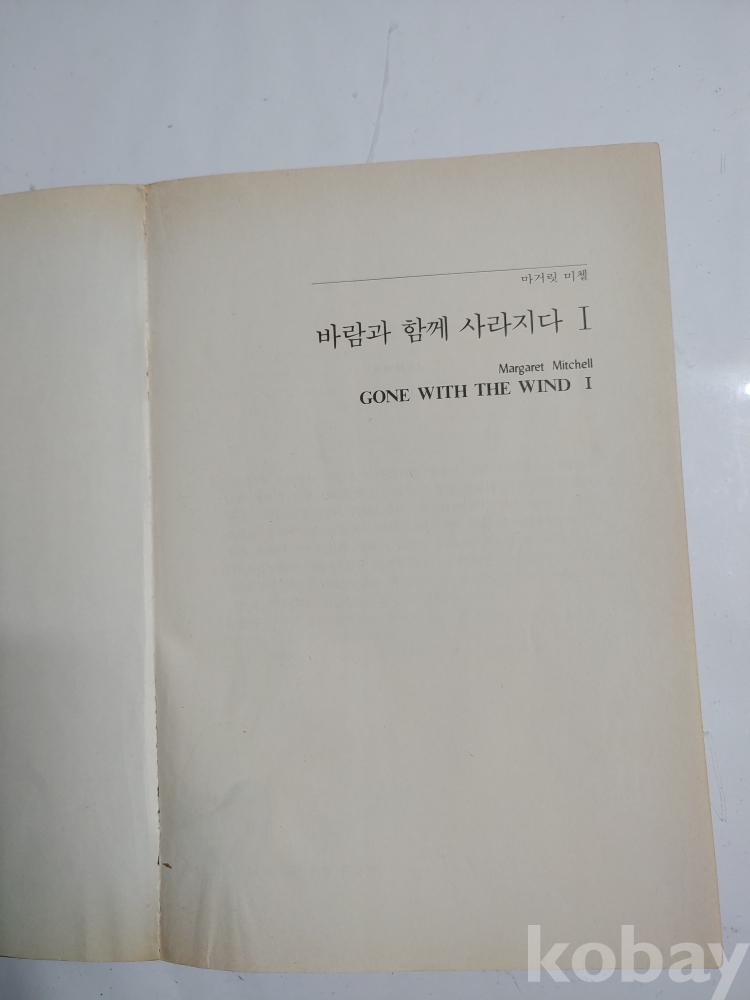 마거릿 미첼
바람과 함께 사라지다 Ⅰ
Margaret Mitchell
GONE WITH THE WIND Ⅰ
kobay